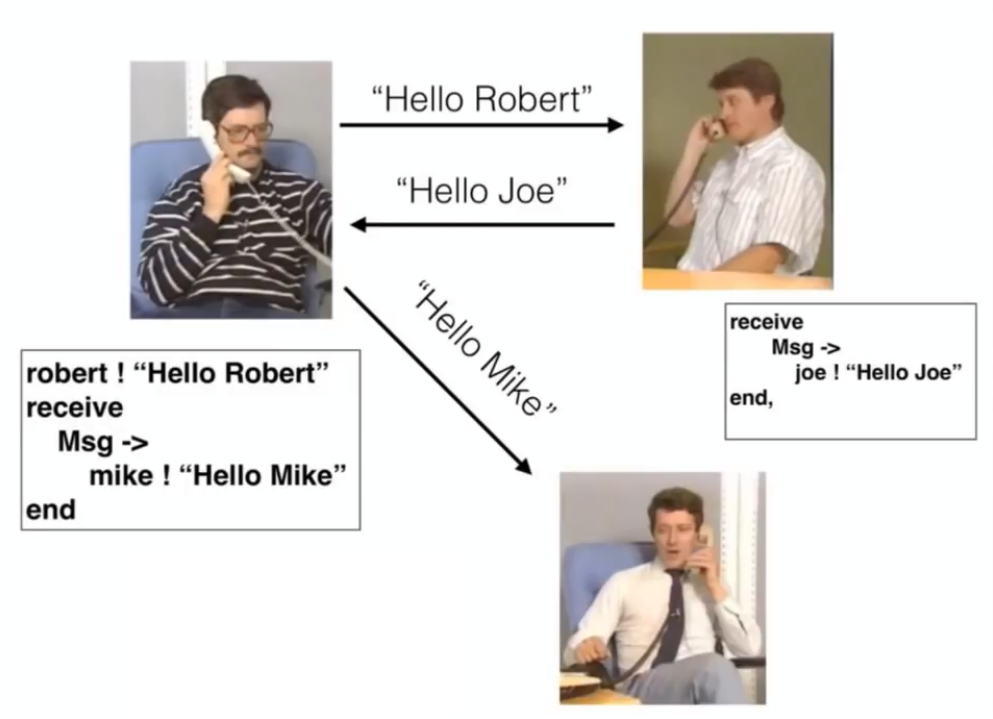 “Hello Robert”
“Hello Joe”
“Hello Mike”
robert ! “Hello Robert”
receive
Msg ->
mike ! “Hello Mike”
end
receive
Msg ->
joe ! “Hello Joe”
end,